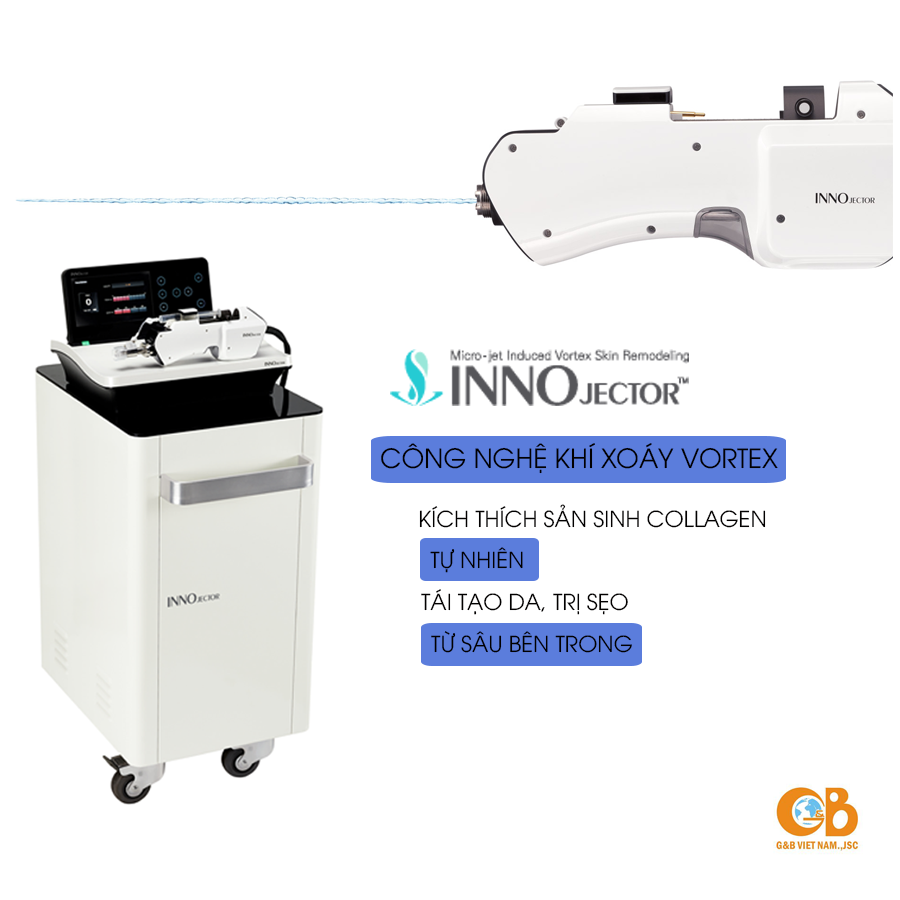 INNOJECTOR
Micro-jet Induced Vortex Skin Remodeling
INNOJECTOR™
CÔNG NGHỆ KHÍ XOÁY VORTEX
KÍCH THÍCH SẢN SINH COLLAGEN
TỰ NHIÊN
TÁI TẠO DA, TRỊ SẸO
TỪ SÂU BÊN TRONG
INNOJECTOR
G&B
G&B VIET NAM.,JSC